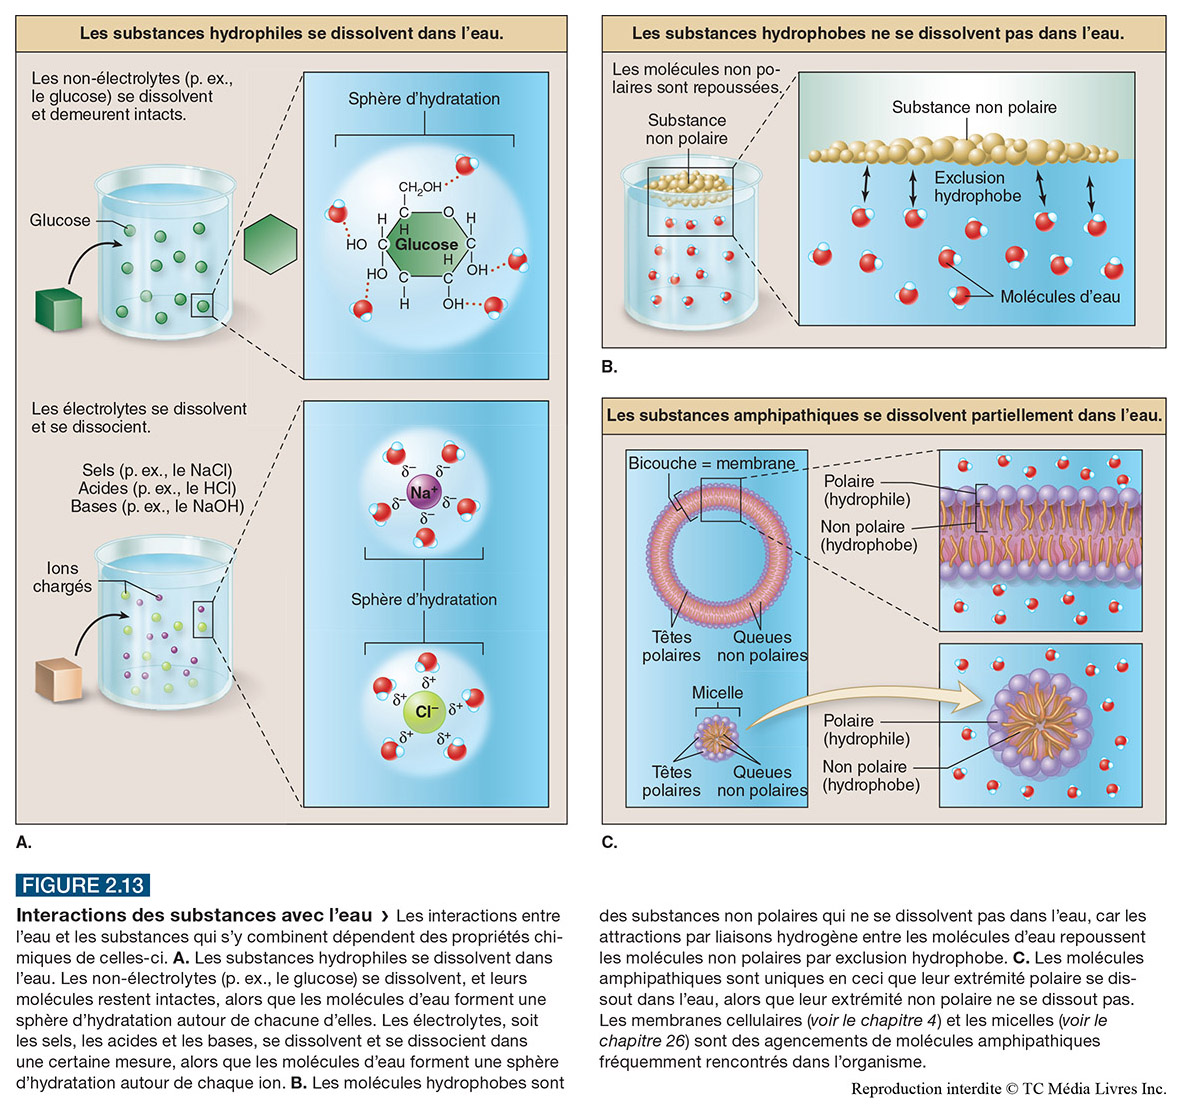 Les substances hydrophiles se dissolvent dans l'eau.
Les non-électrolytes (p. ex.,
le glucose) se dissolvent
et demeurent intacts.
Glucose
Sphère d'hydratation
CH₂OH
C
O
H
H
H
C
Glucose
C
HO
H
HO
C
H
C
OH
H
OH
Les électrolytes se dissolvent
et se dissocient.
Sels (p. ex., le NaCl)
Acides (p. ex., le HCl)
Bases (p. ex., le NaOH)
Ions
chargés
δ⁻
δ⁻
Na⁺
δ⁻
δ⁻
δ⁻
Sphère d'hydratation
δ⁺
δ⁺
Cl⁻
δ⁺
δ⁺
δ⁺
A.
Les substances hydrophobes ne se dissolvent pas dans l'eau.
Les molécules non po-
laires sont repoussées.
Substance
non polaire
Substance non polaire
Exclusion
hydrophobe
Molécules d'eau
B.
Les substances amphipathiques se dissolvent partiellement dans l'eau.
Bicouche = membrane
Têtes
polaires
Queues
non polaires
Polaire
(hydrophile)
Non polaire
(hydrophobe)
Micelle
Têtes
polaires
Queues
non polaires
Polaire
(hydrophile)
Non polaire
(hydrophobe)
C.
FIGURE 2.13
Interactions des substances avec l'eau › Les interactions entre
l'eau et les substances qui s'y combinent dépendent des propriétés chi-
miques de celles-ci. A. Les substances hydrophiles se dissolvent dans
l'eau. Les non-électrolytes (p. ex., le glucose) se dissolvent, et leurs
molécules restent intactes, alors que les molécules d'eau forment une
sphère d'hydratation autour de chacune d'elles. Les électrolytes, soit
les sels, les acides et les bases, se dissolvent et se dissocient dans
une certaine mesure, alors que les molécules d'eau forment une sphère
d'hydratation autour de chaque ion. B. Les molécules hydrophobes sont
des substances non polaires qui ne se dissolvent pas dans l'eau, car les
attractions par liaisons hydrogène entre les molécules d'eau repoussent
les molécules non polaires par exclusion hydrophobe. C. Les molécules
amphipathiques sont uniques en ceci que leur extrémité polaire se dis-
sout dans l'eau, alors que leur extrémité non polaire ne se dissout pas.
Les membranes cellulaires (voir le chapitre 4) et les micelles (voir le
chapitre 26) sont des agencements de molécules amphipathiques
fréquemment rencontrés dans l'organisme.
Reproduction interdite © TC Média Livres Inc.